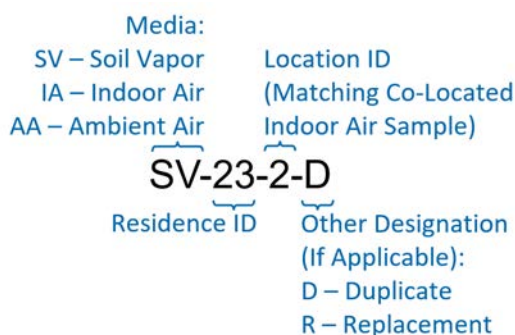 Media:
SV – Soil Vapor
IA – Indoor Air
AA – Ambient Air
Location ID
(Matching Co-Located
Indoor Air Sample)
SV-23-2-D
Residence ID
Other Designation
(If Applicable):
D – Duplicate
R – Replacement